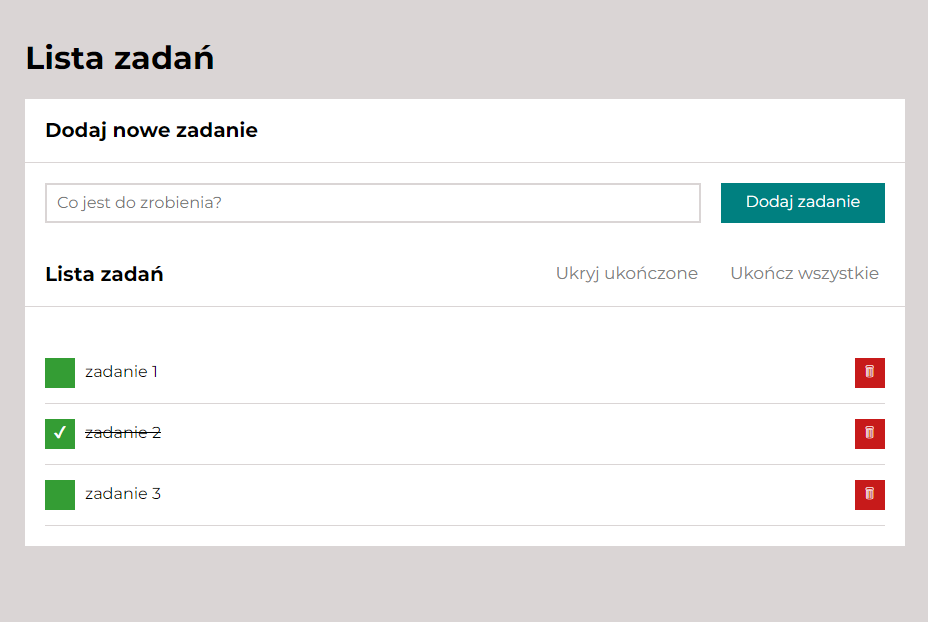 Lista zadań
Dodaj nowe zadanie
Co jest do zrobienia?
Dodaj zadanie
Lista zadań
Ukryj ukończone
Ukończ wszystkie
zadanie 1
zadanie 2
zadanie 3